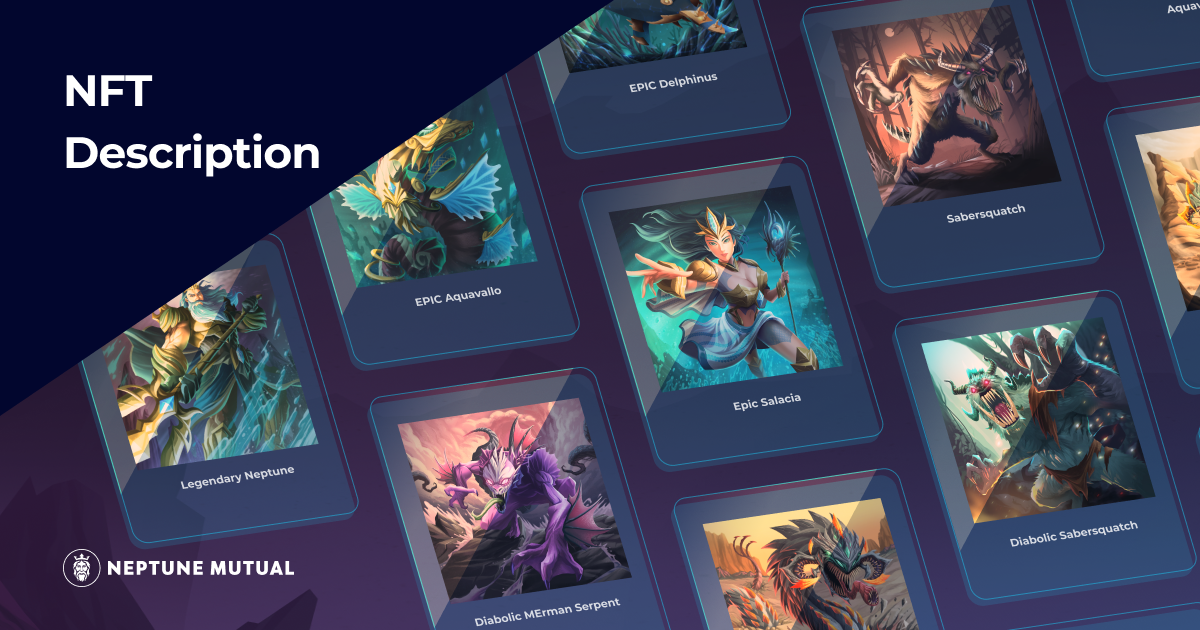 NFT
Description
EPIC Delphinus
Sabersquatch
EPIC Aquavallo
Epic Salacia
Legendary Neptune
Diabolic Sabersquatch
Diabolic MErman Serpent
NEPTUNE MUTUAL